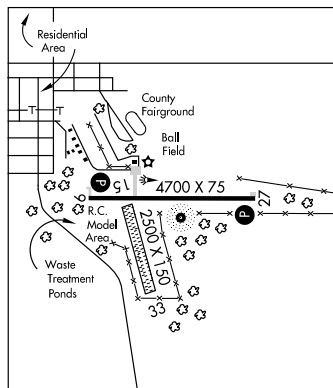 Residential
Area
T T
County
Fairground
Ball
Field
P
15
4700 X 75
9
27
P
R.C.
Model
Area
2500 X 150
Waste
Treatment
Ponds
33